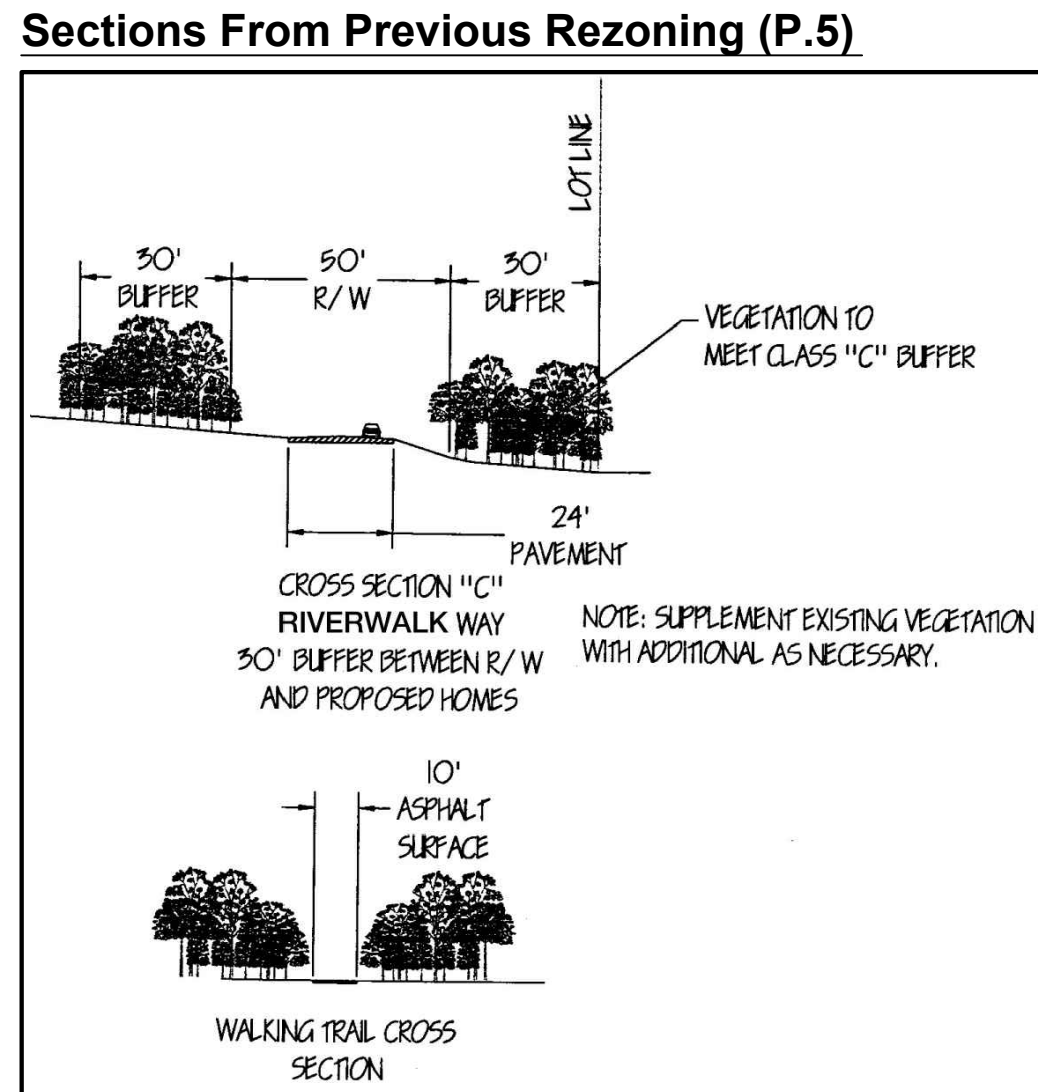 Sections From Previous Rezoning (P.5)
LOT LINE
30'
BUFFER
50'
R/W
30'
BUFFER
VEGETATION TO
MEET CLASS "C" BUFFER
24'
PAVEMENT
CROSS SECTION "C"
RIVERWALK WAY
30' BUFFER BETWEEN R/W
AND PROPOSED HOMES
NOTE: SUPPLEMENT EXISTING VEGETATION
WITH ADDITIONAL AS NECESSARY.
10'
ASPHALT
SURFACE
WALKING TRAIL CROSS
SECTION